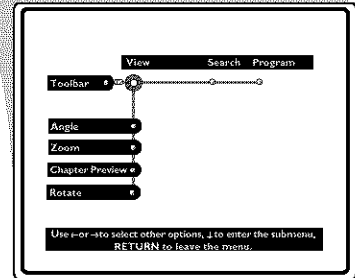 View Search Program
Toolbar
Angle
Zoom
Chapter Preview
Rotate
Use ←or →to select other options, ↓ to enter the submenu,
RETURN to leave the menu.